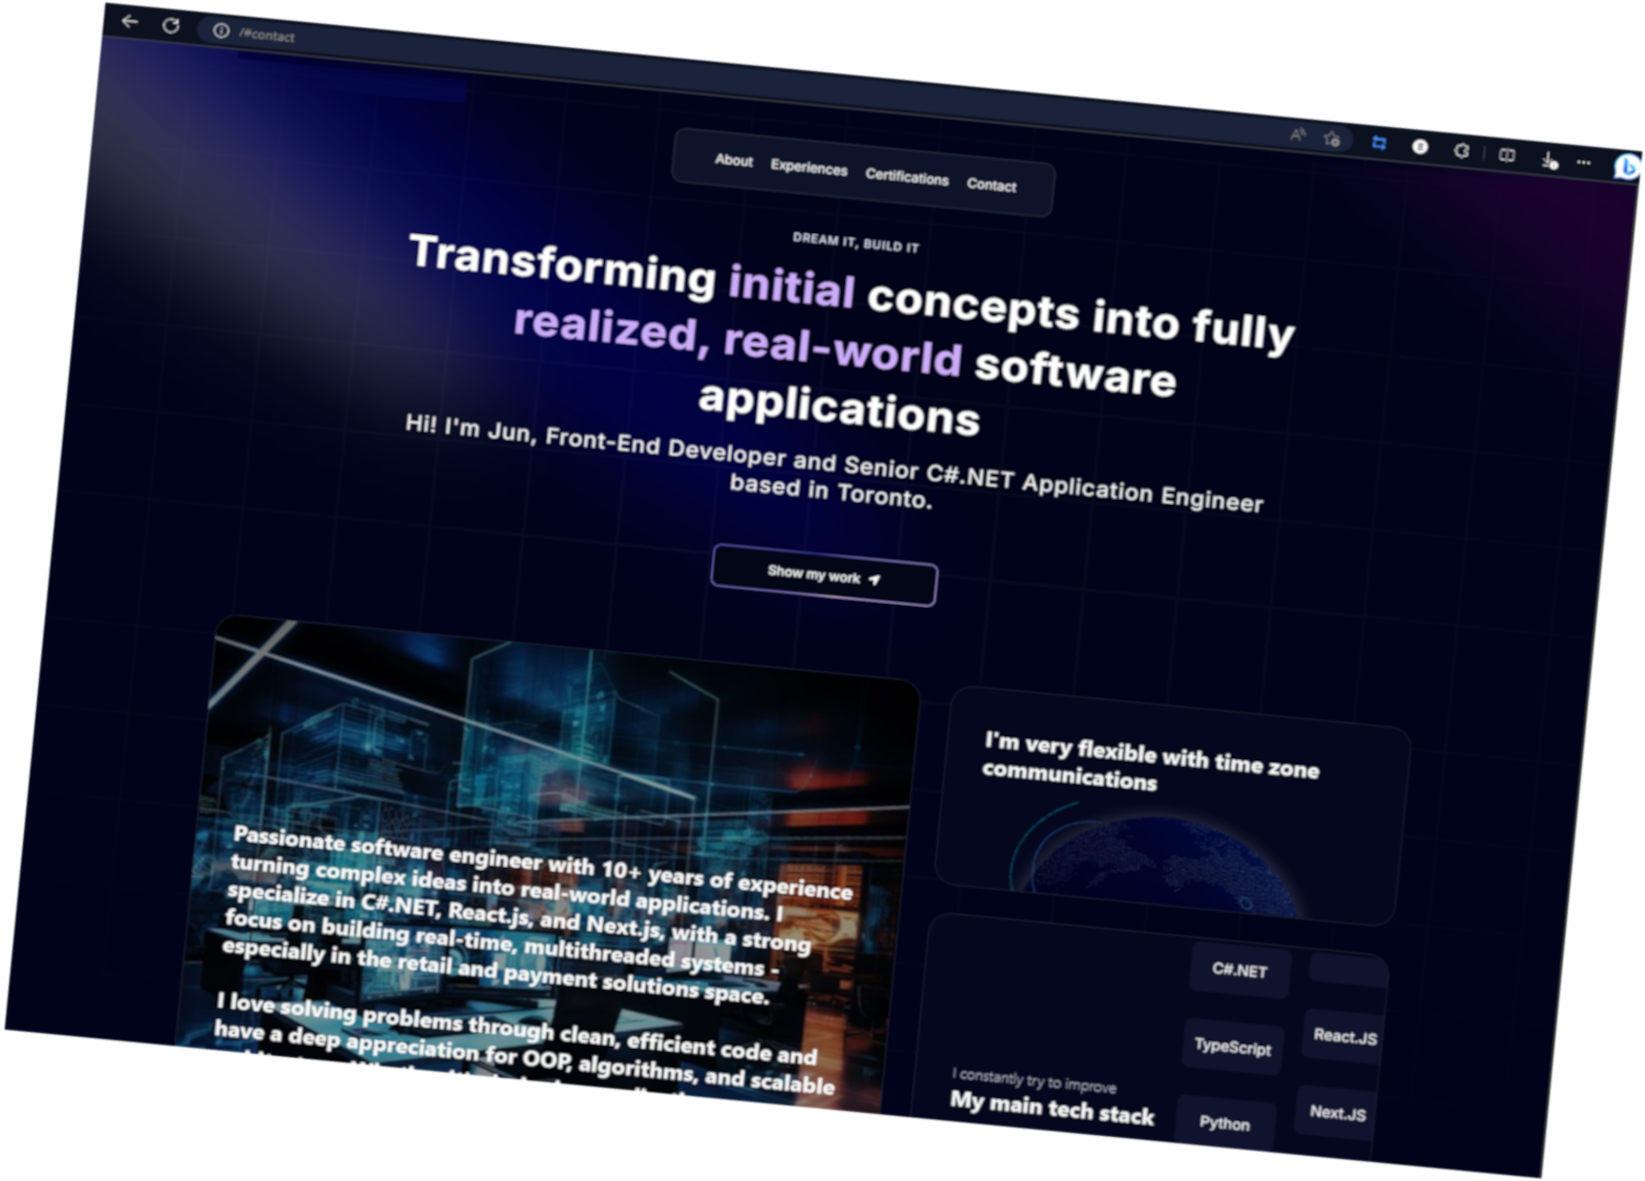 /#contact
About Experiences Certifications Contact
DREAM IT, BUILD IT
Transforming initial concepts into fully
realized, real-world software
applications
Hi! I'm Jun, Front-End Developer and Senior C#.NET Application Engineer
based in Toronto.
Show my work
Passionate software engineer with 10+ years of experience
turning complex ideas into real-world applications. I
specialize in C#.NET, React.js, and Next.js, with a strong
focus on building real-time, multithreaded systems -
especially in the retail and payment solutions space.
I love solving problems through clean, efficient code and
have a deep appreciation for OOP, algorithms, and scalable
I'm very flexible with time zone
communications
I constantly try to improve
My main tech stack
C#.NET
TypeScript
Python
React.JS
Next.JS